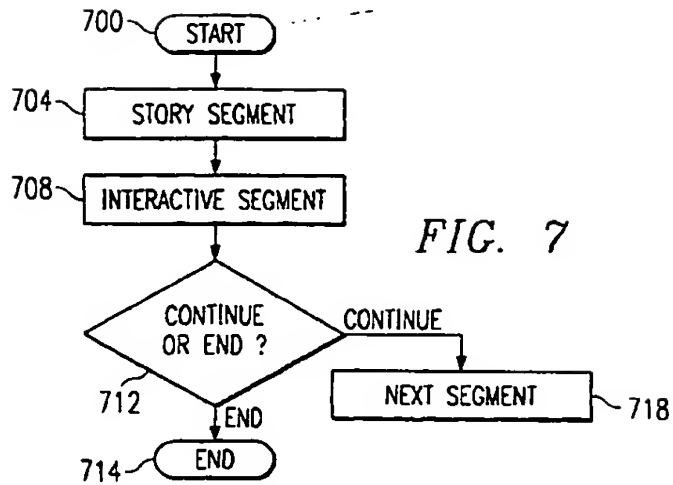 700
START
704
STORY SEGMENT
708
INTERACTIVE SEGMENT
FIG. 7
CONTINUE
OR END ?
CONTINUE
712
NEXT SEGMENT
718
END
714
END